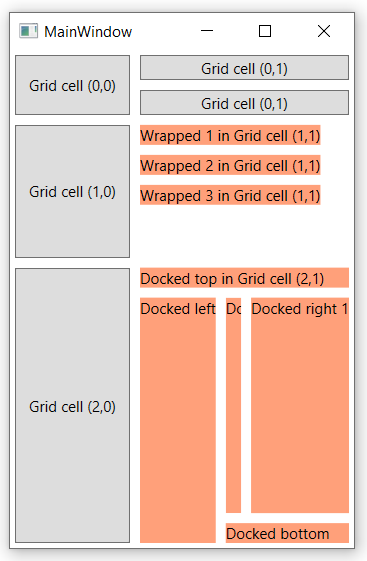 MainWindow
Grid cell (0,0)
Grid cell (0,1)
Grid cell (0,1)
Grid cell (1,0)
Wrapped 1 in Grid cell (1,1)
Wrapped 2 in Grid cell (1,1)
Wrapped 3 in Grid cell (1,1)
Grid cell (2,0)
Docked top in Grid cell (2,1)
Docked left
Do
Docked right 1
Docked bottom